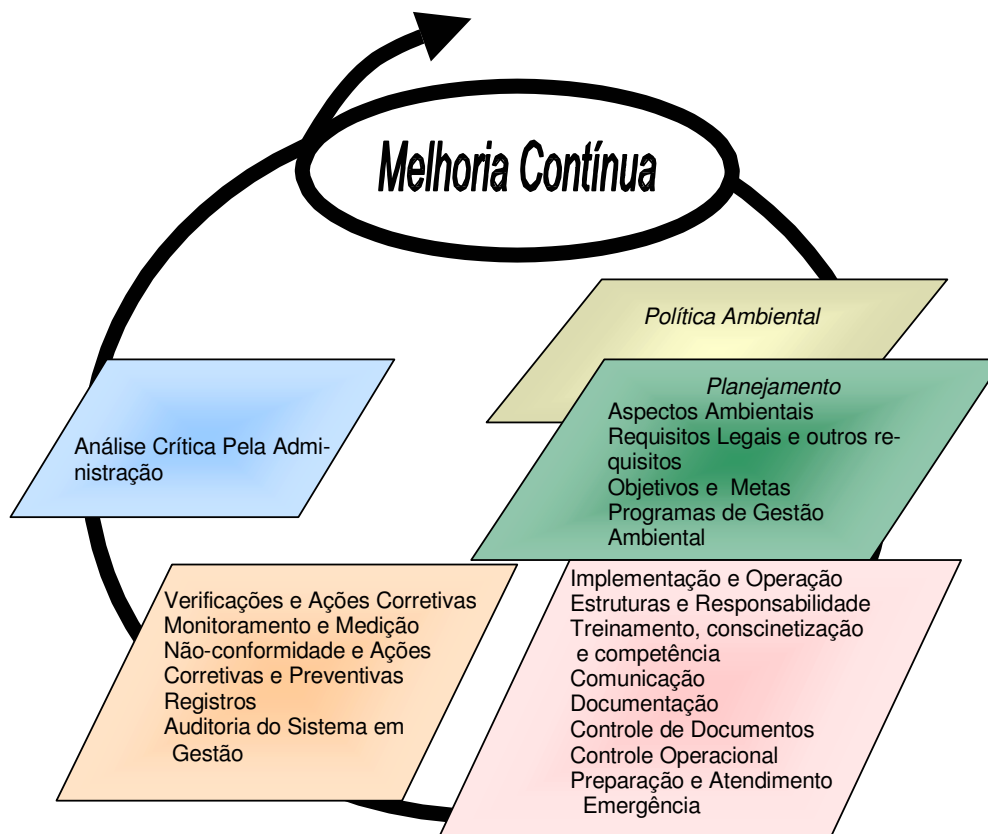 Melhoria Contínua
Política Ambiental
Planejamento
Aspectos Ambientais
Requisitos Legais e outros re-
quisitos
Objetivos e Metas
Programas de Gestão
Ambiental
Implementação e Operação
Estruturas e Responsabilidade
Treinamento, conscinetização
e competência
Comunicação
Documentação
Controle de Documentos
Controle Operacional
Preparação e Atendimento
Emergência
Verificações e Ações Corretivas
Monitoramento e Medição
Não-conformidade e Ações
Corretivas e Preventivas
Registros
Auditoria do Sistema em
Gestão
Análise Crítica Pela Admi-
nistração